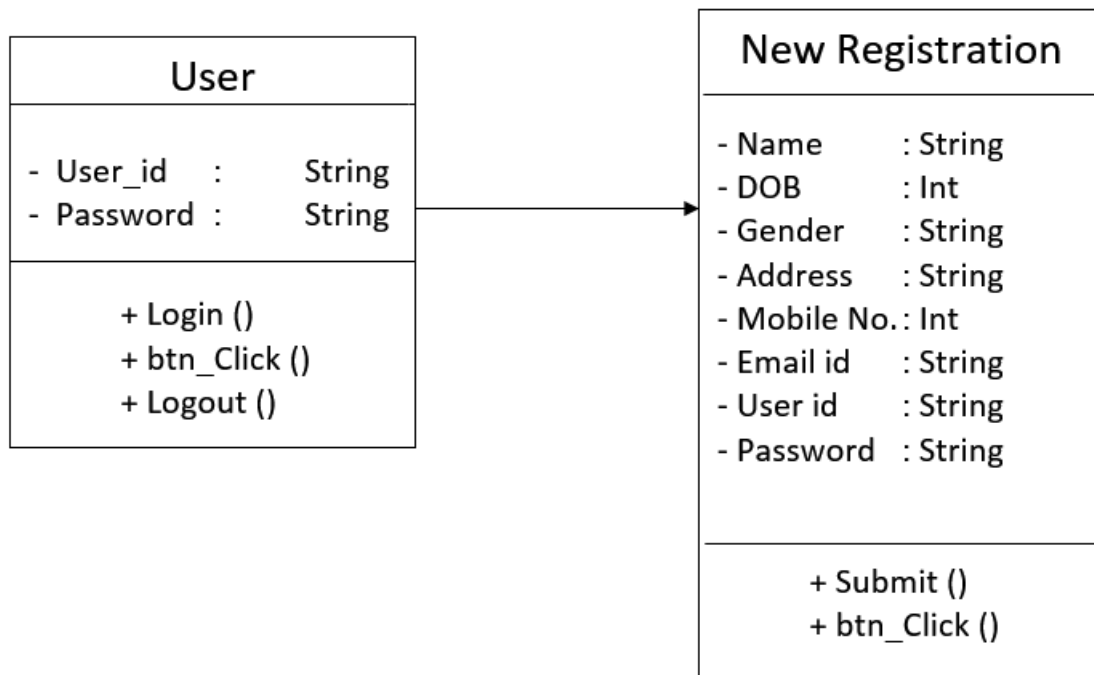 User
- User_id : String
- Password : String
+ Login ()
+ btn_Click ()
+ Logout ()
New Registration
- Name : String
- DOB : Int
- Gender : String
- Address : String
- Mobile No. : Int
- Email id : String
- User id : String
- Password : String
+ Submit ()
+ btn_Click ()